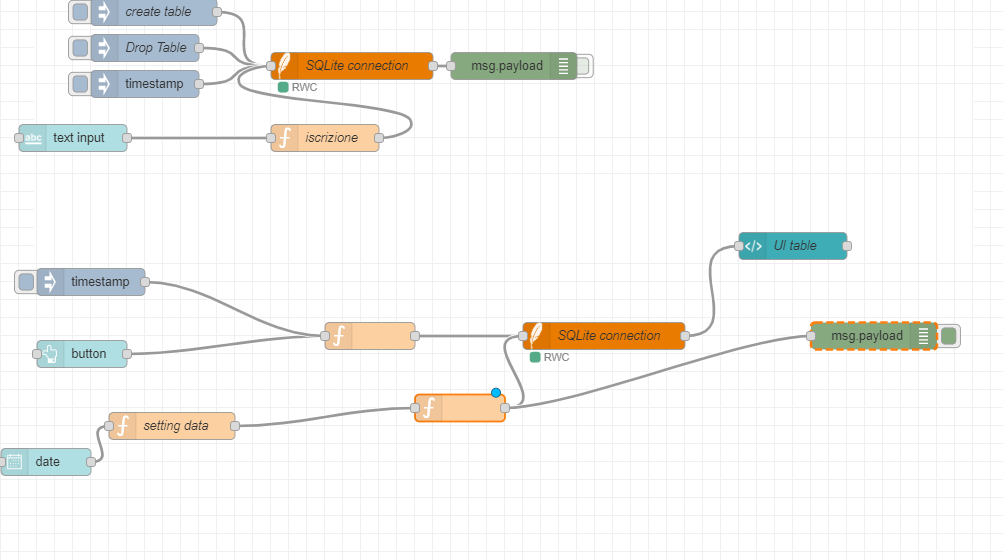 create table
Drop Table
SQLite connection
msg.payload
timestamp
RWC
abc
text input
iscrizione
UI table
timestamp
SQLite connection
msg.payload
button
RWC
setting data
date